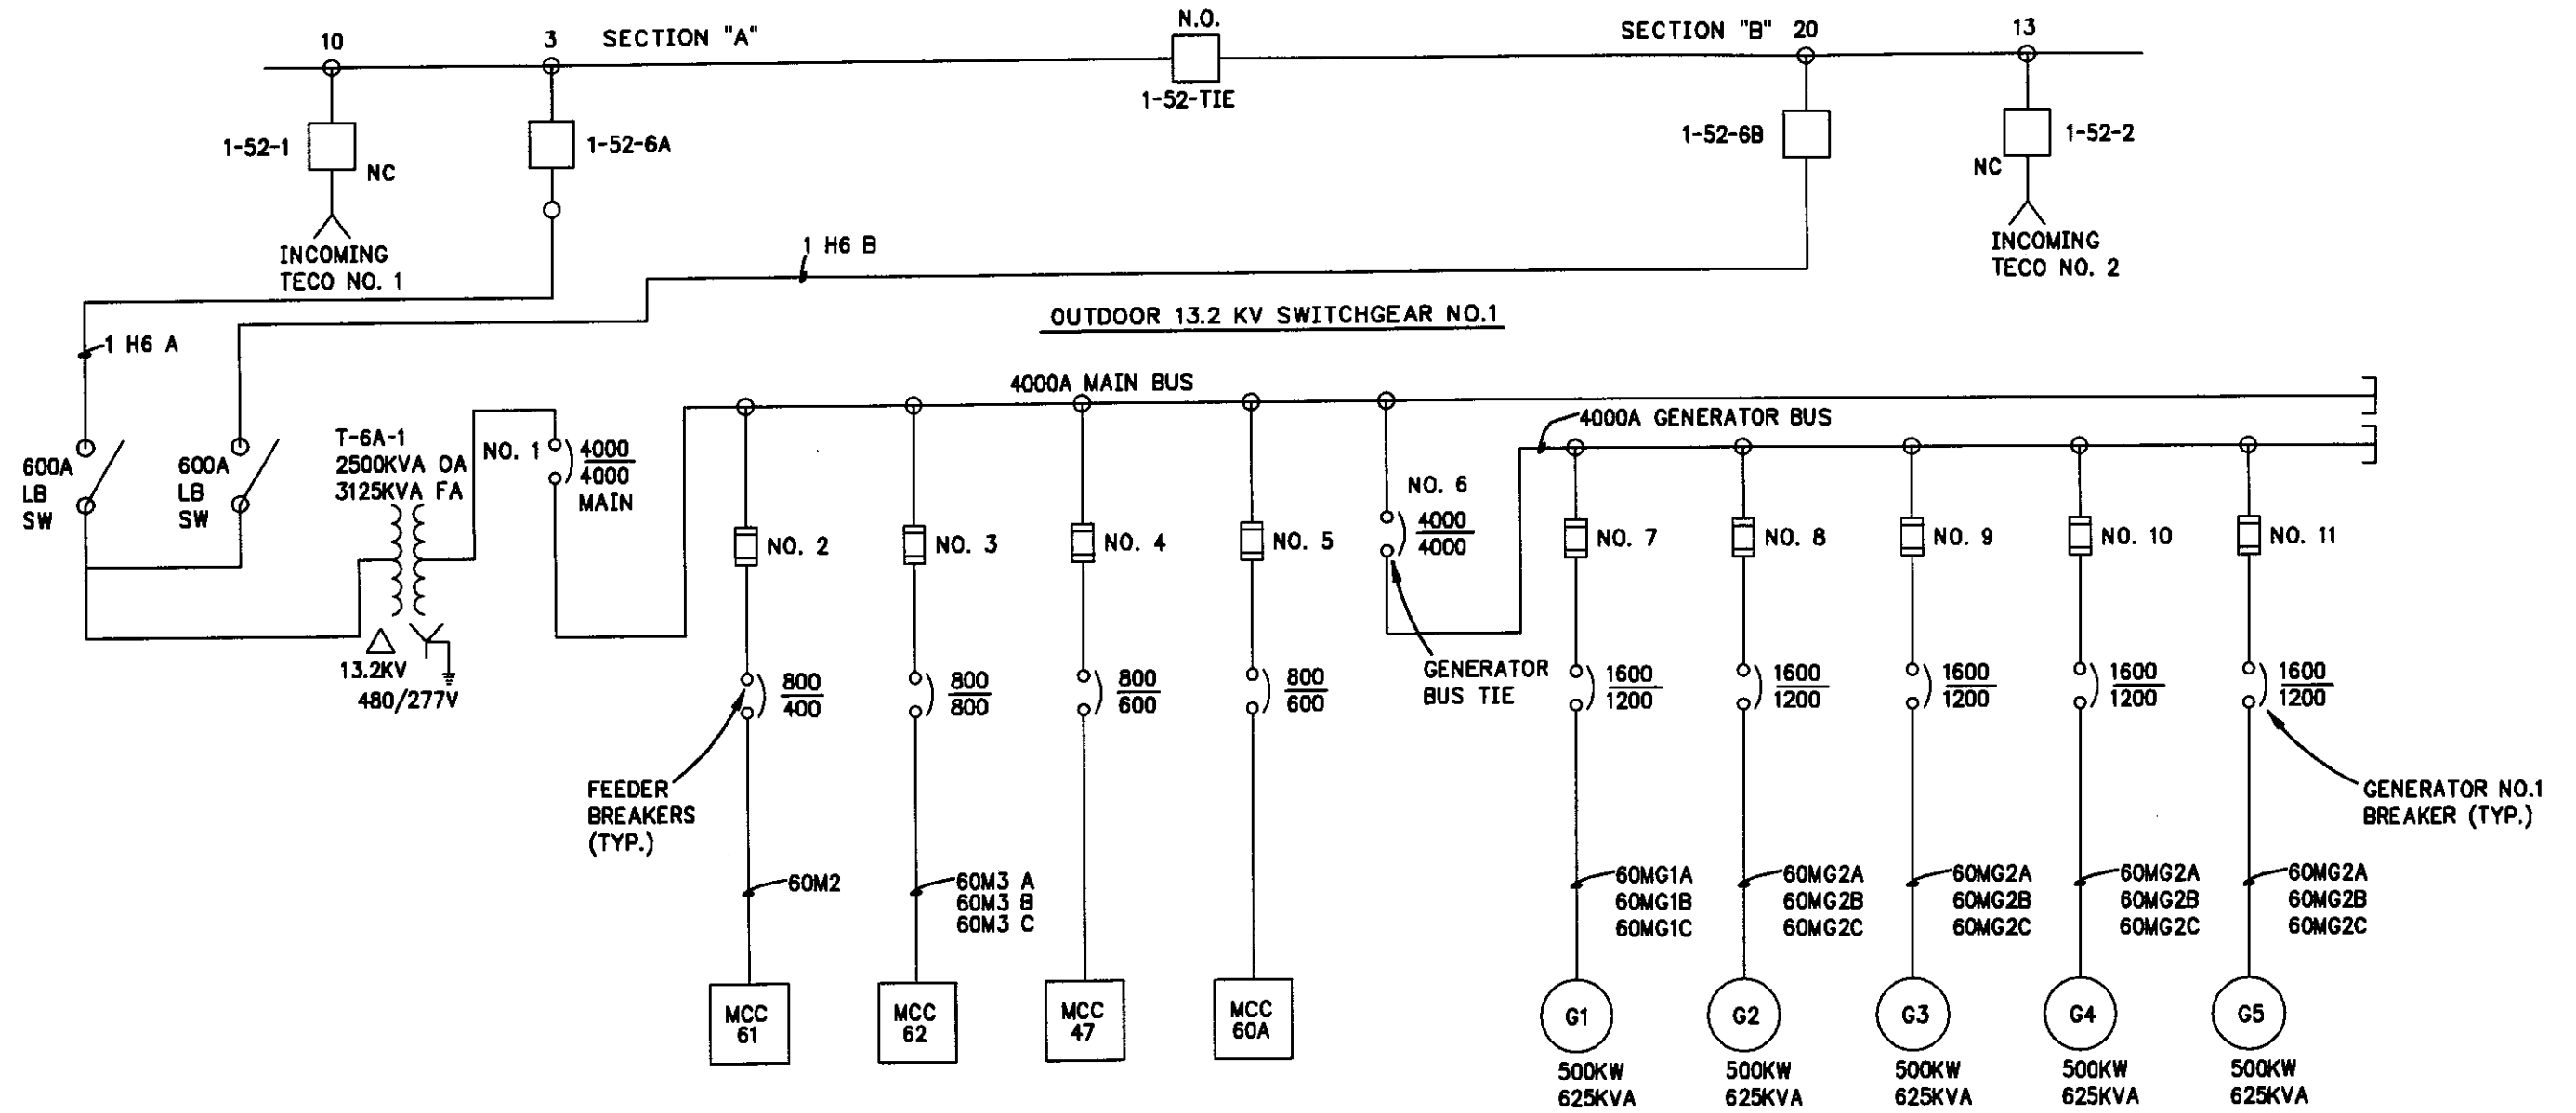 N.O.
10
3
SECTION "A"
SECTION "B"
20
13
1-52-TIE
1-52-1
NC
1-52-6A
1-52-6B
1-52-2
NC
INCOMING
TECO NO. 1
1 H6 B
INCOMING
TECO NO. 2
OUTDOOR 13.2 KV SWITCHGEAR NO.1
1 H6 A
4000A MAIN BUS
4000A GENERATOR BUS
600A
LB
SW
600A
LB
SW
T-6A-1
2500KVA OA
3125KVA FA
NO. 1
4000
4000
MAIN
13.2KV
480/277V
NO. 2
NO. 3
NO. 4
NO. 5
NO. 6
4000
4000
NO. 7
NO. 8
NO. 9
NO. 10
NO. 11
GENERATOR
BUS TIE
800
400
800
800
800
600
800
600
1600
1200
1600
1200
1600
1200
1600
1200
1600
1200
FEEDER
BREAKERS
(TYP.)
GENERATOR NO.1
BREAKER (TYP.)
60M2
60M3 A
60M3 B
60M3 C
60MG1A
60MG1B
60MG1C
60MG2A
60MG2B
60MG2C
60MG2A
60MG2B
60MG2C
60MG2A
60MG2B
60MG2C
60MG2A
60MG2B
60MG2C
MCC
61
MCC
62
MCC
47
MCC
60A
G1
G2
G3
G4
G5
500KW
625KVA
500KW
625KVA
500KW
625KVA
500KW
625KVA
500KW
625KVA